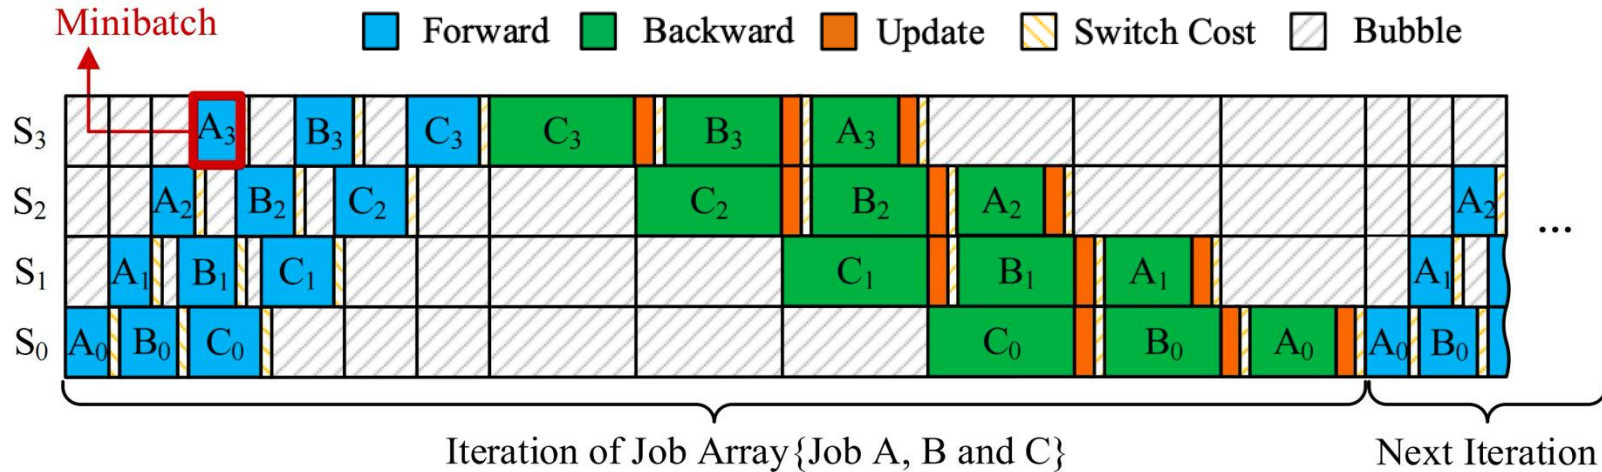 Minibatch
Forward Backward Update Switch Cost Bubble
S₃ A₃ B₃ C₃ C₃ B₃ A₃
S₂ A₂ B₂ C₂ C₂ B₂ A₂ A₂
S₁ A₁ B₁ C₁ C₁ B₁ A₁ A₁
...
S₀ A₀ B₀ C₀ C₀ B₀ A₀ A₀ B₀
Iteration of Job Array{Job A, B and C} Next Iteration